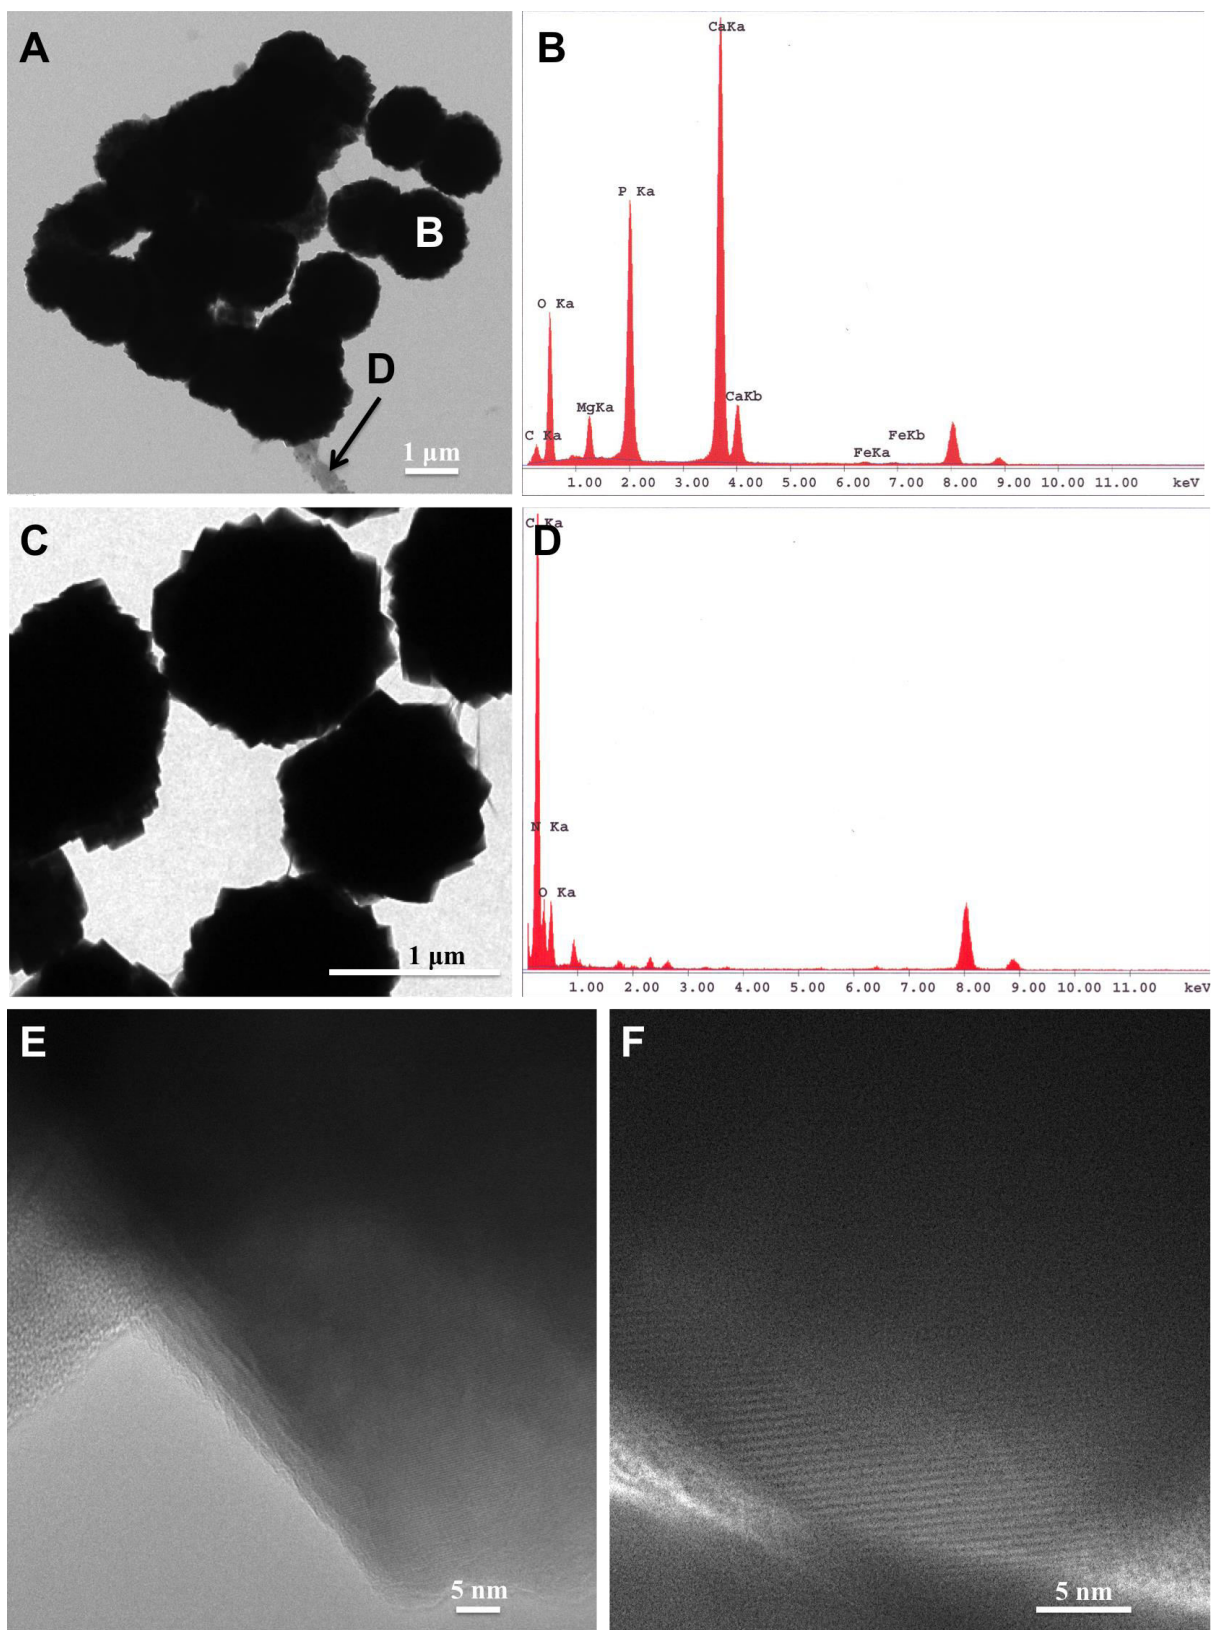 A
B
D
1 µm
B
CaKa
P Ka
O Ka
MgKa
CaKb
C Ka
FeKb
FeKa
1.00 2.00 3.00 4.00 5.00 6.00 7.00 8.00 9.00 10.00 11.00 keV
C
1 µm
D
C Ka
N Ka
O Ka
1.00 2.00 3.00 4.00 5.00 6.00 7.00 8.00 9.00 10.00 11.00 keV
E
5 nm
F
5 nm